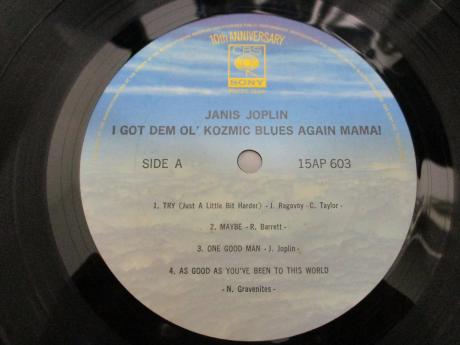 10th ANNIVERSARY
CBS
SONY
JANIS JOPLIN
I GOT DEM OL' KOZMIC BLUES AGAIN MAMA!
SIDE A
15AP 603
1. TRY (Just A Little Bit Harder) - J. Ragovny - C. Taylor -
2. MAYBE - R. Barrett -
3. ONE GOOD MAN - J. Joplin -
4. AS GOOD AS YOU'VE BEEN TO THIS WORLD
- N. Gravenites -